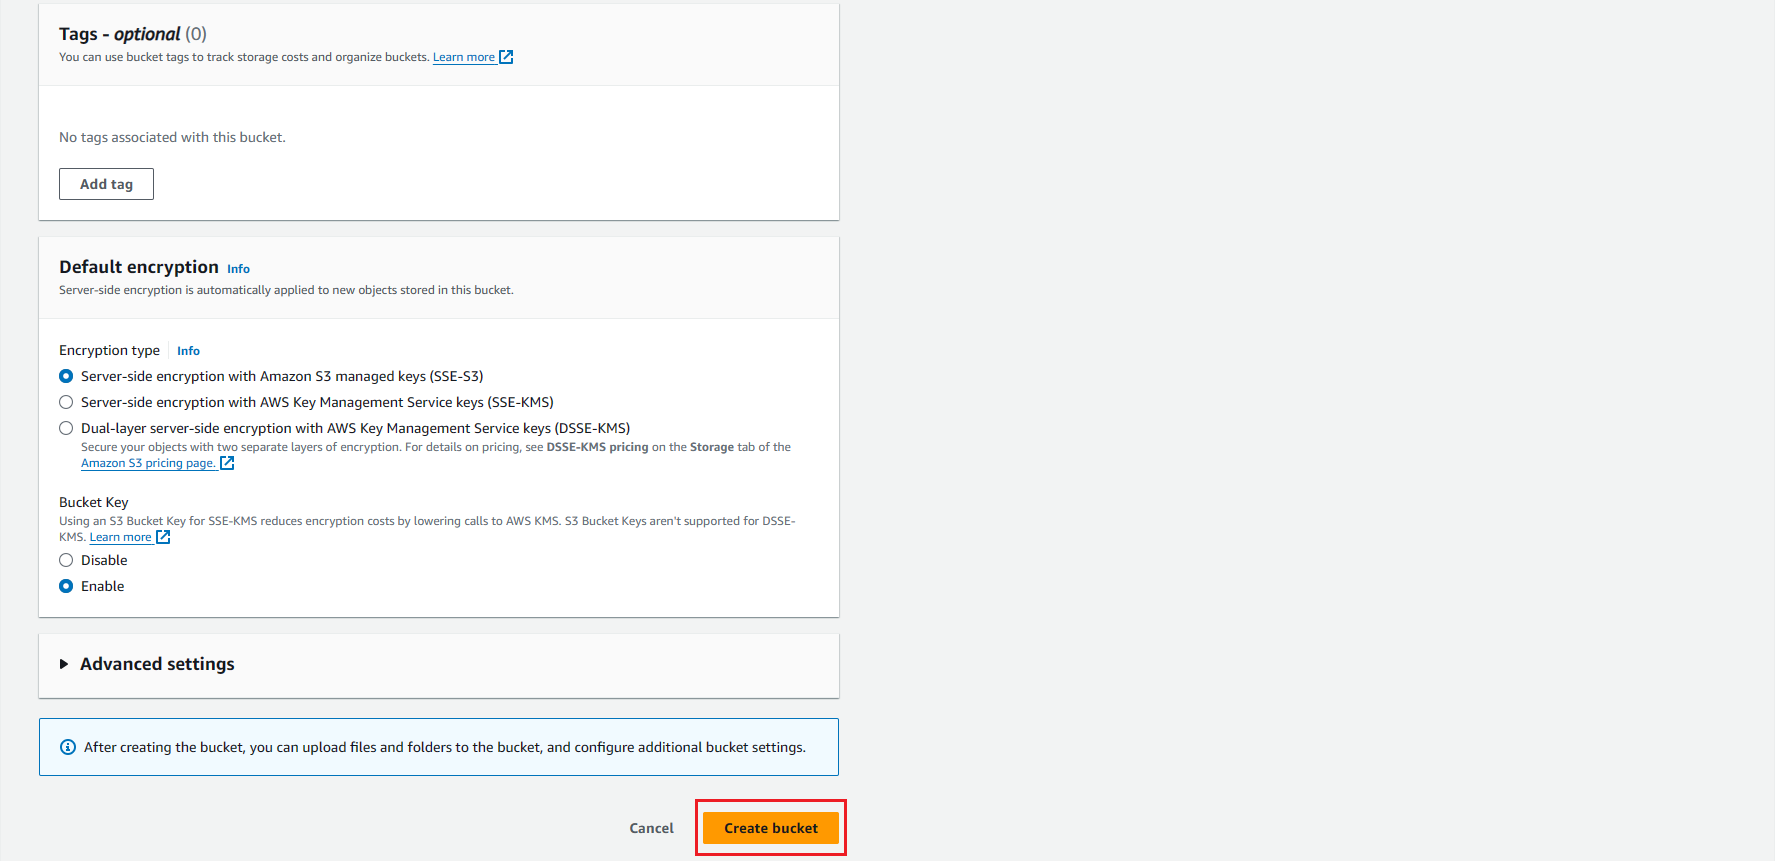 Tags - optional (0)
You can use bucket tags to track storage costs and organize buckets. Learn more
No tags associated with this bucket.
Add tag
Default encryption Info
Server-side encryption is automatically applied to new objects stored in this bucket.
Encryption type Info
Server-side encryption with Amazon S3 managed keys (SSE-S3)
Server-side encryption with AWS Key Management Service keys (SSE-KMS)
Dual-layer server-side encryption with AWS Key Management Service keys (DSSE-KMS)
Secure your objects with two separate layers of encryption. For details on pricing, see DSSE-KMS pricing on the Storage tab of the
Amazon S3 pricing page.
Bucket Key
Using an S3 Bucket Key for SSE-KMS reduces encryption costs by lowering calls to AWS KMS. S3 Bucket Keys aren't supported for DSSE-
KMS. Learn more
Disable
Enable
Advanced settings
After creating the bucket, you can upload files and folders to the bucket, and configure additional bucket settings.
Cancel Create bucket